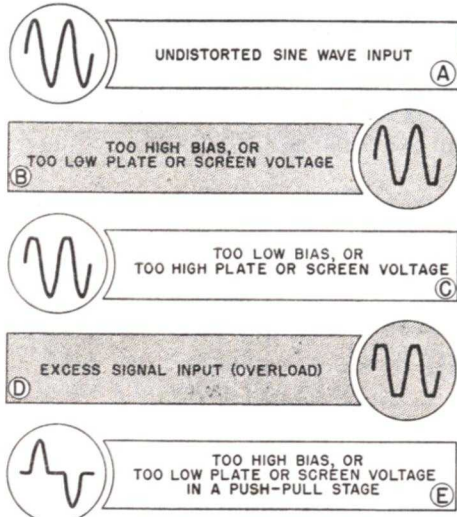 UNDISTORTED SINE WAVE INPUT
A
TOO HIGH BIAS, OR
TOO LOW PLATE OR SCREEN VOLTAGE
B
TOO LOW BIAS, OR
TOO HIGH PLATE OR SCREEN VOLTAGE
C
EXCESS SIGNAL INPUT (OVERLOAD)
D
TOO HIGH BIAS, OR
TOO LOW PLATE OR SCREEN VOLTAGE
IN A PUSH-PULL STAGE
E